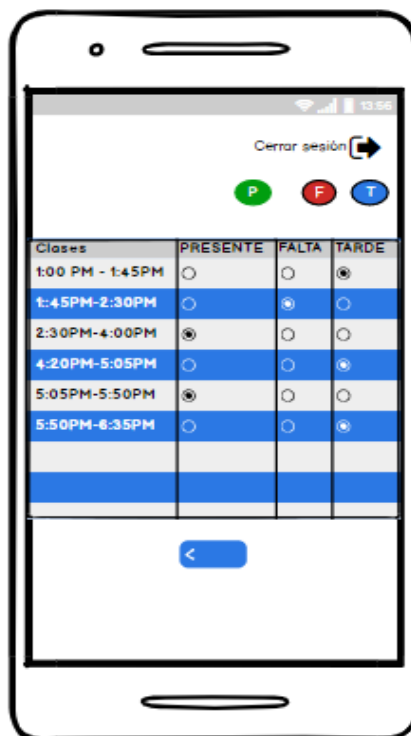 13:56
Cerrar sesión
P F T
Clases PRESENTE FALTA TARDE
1:00 PM - 1:45PM
1:45PM-2:30PM
2:30PM-4:00PM
4:20PM-5:05PM
5:05PM-5:50PM
5:50PM-6:35PM
<